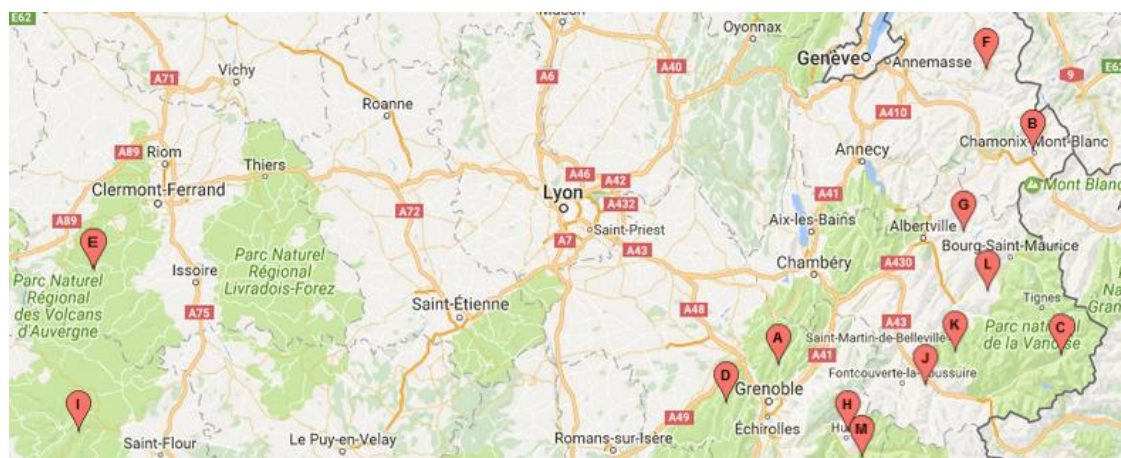 E62
A71
Vichy
Roanne
A6
Oyonnax
A40
Genève
Annemasse
F
9
A89
Riom
Thiers
Clermont-Ferrand
A72
A46
A42
Lyon
A432
Saint-Priest
A7
A43
A410
Annecy
B
Chamonix-Mont-Blanc
Mont Blanc
A41
Aix-les-Bains
G
Albertville
Bourg-Saint-Maurice
A89
E
Issoire
Parc Naturel
Régional
des Volcans
d'Auvergne
Parc Naturel
Régional
Livradois-Forez
A75
Saint-Étienne
Chambéry
A430
L
Tignes
A48
A43
Saint-Martin-de-Belleville
K
Parc national
de la Vanoise
C
A
A41
J
D
Grenoble
A49
Échirolles
H
M
I
Saint-Flour
Le Puy-en-Velay
Romans-sur-Isère